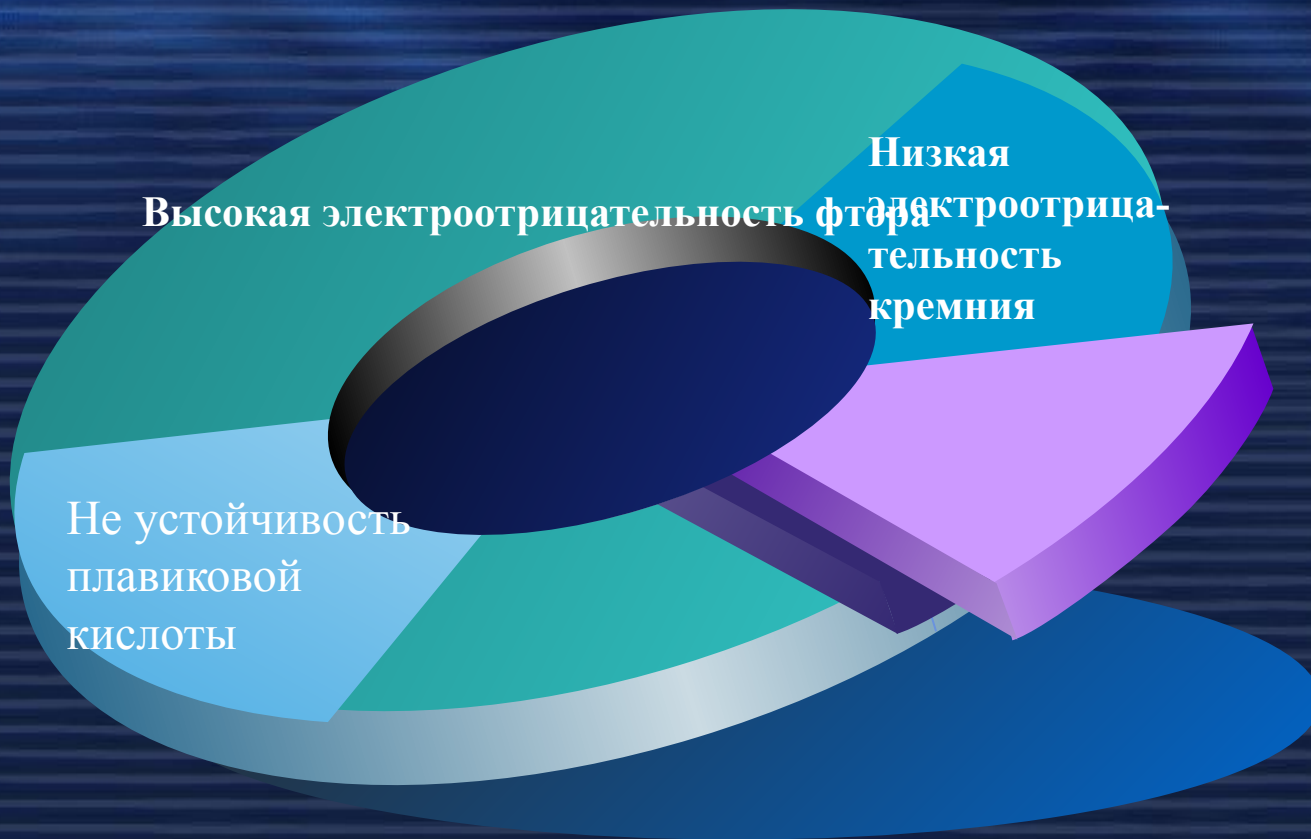 Высокая электроотрицательность фтора
Низкая
электроотрица-
тельность
кремния
Не устойчивость
плавиковой
кислоты